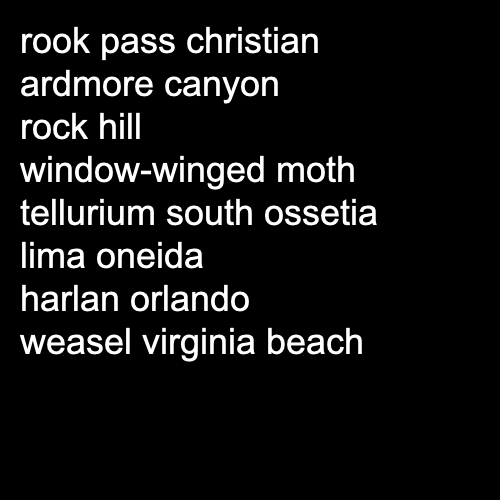 rook pass christian
ardmore canyon
rock hill
window-winged moth
tellurium south ossetia
lima oneida
harlan orlando
weasel virginia beach